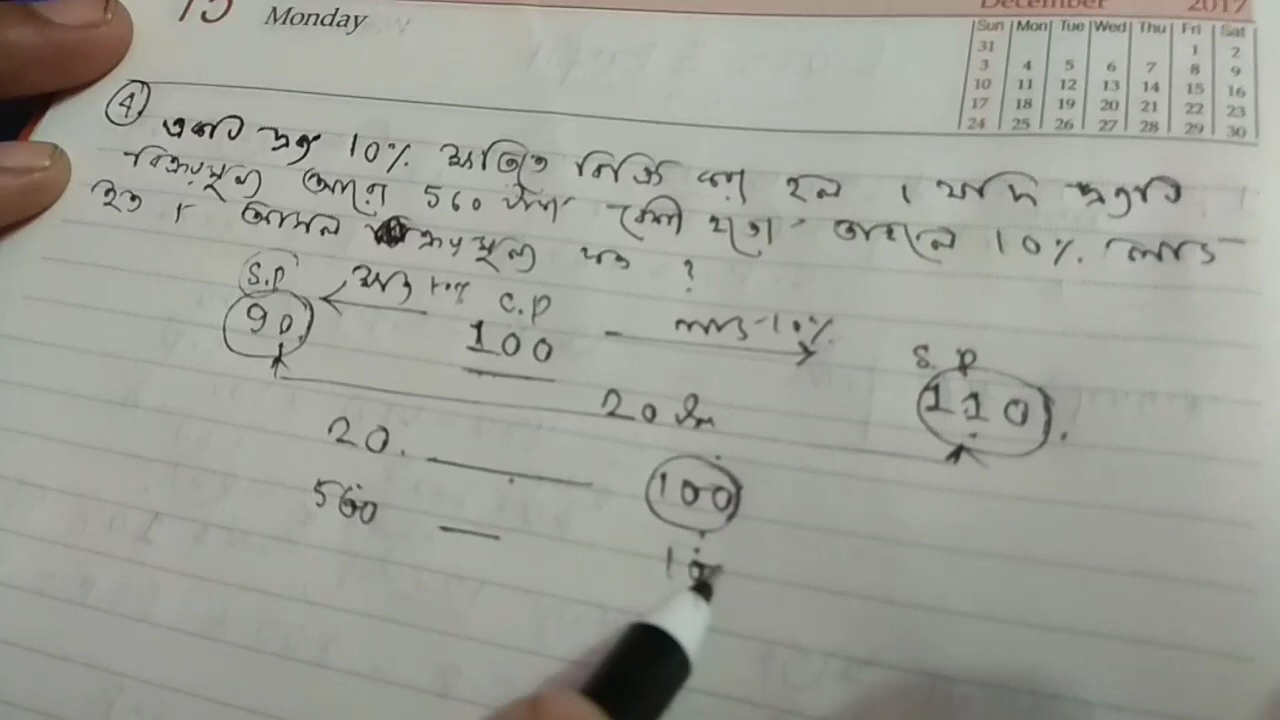 15 Monday
December 2017
Sun Mon Tue Wed Thu Fri Sat
31 1 2
3 4 5 6 7 8 9
10 11 12 13 14 15 16
17 18 19 20 21 22 23
24 25 26 27 28 29 30
4 একটি দ্রব্য 10% ক্ষতিতে বিক্রি করা হল । যদি দ্রব্যটি
বিক্রয়মূল্য আরো 560 টাকা বেশী হতো তাহলে 10% লাভ
হত । আসল ক্রয়মূল্য কত ?
S.P ক্ষতি 10% C.P লাভ-10% S.P
90 100 110
20 টাকা
20. 100
560